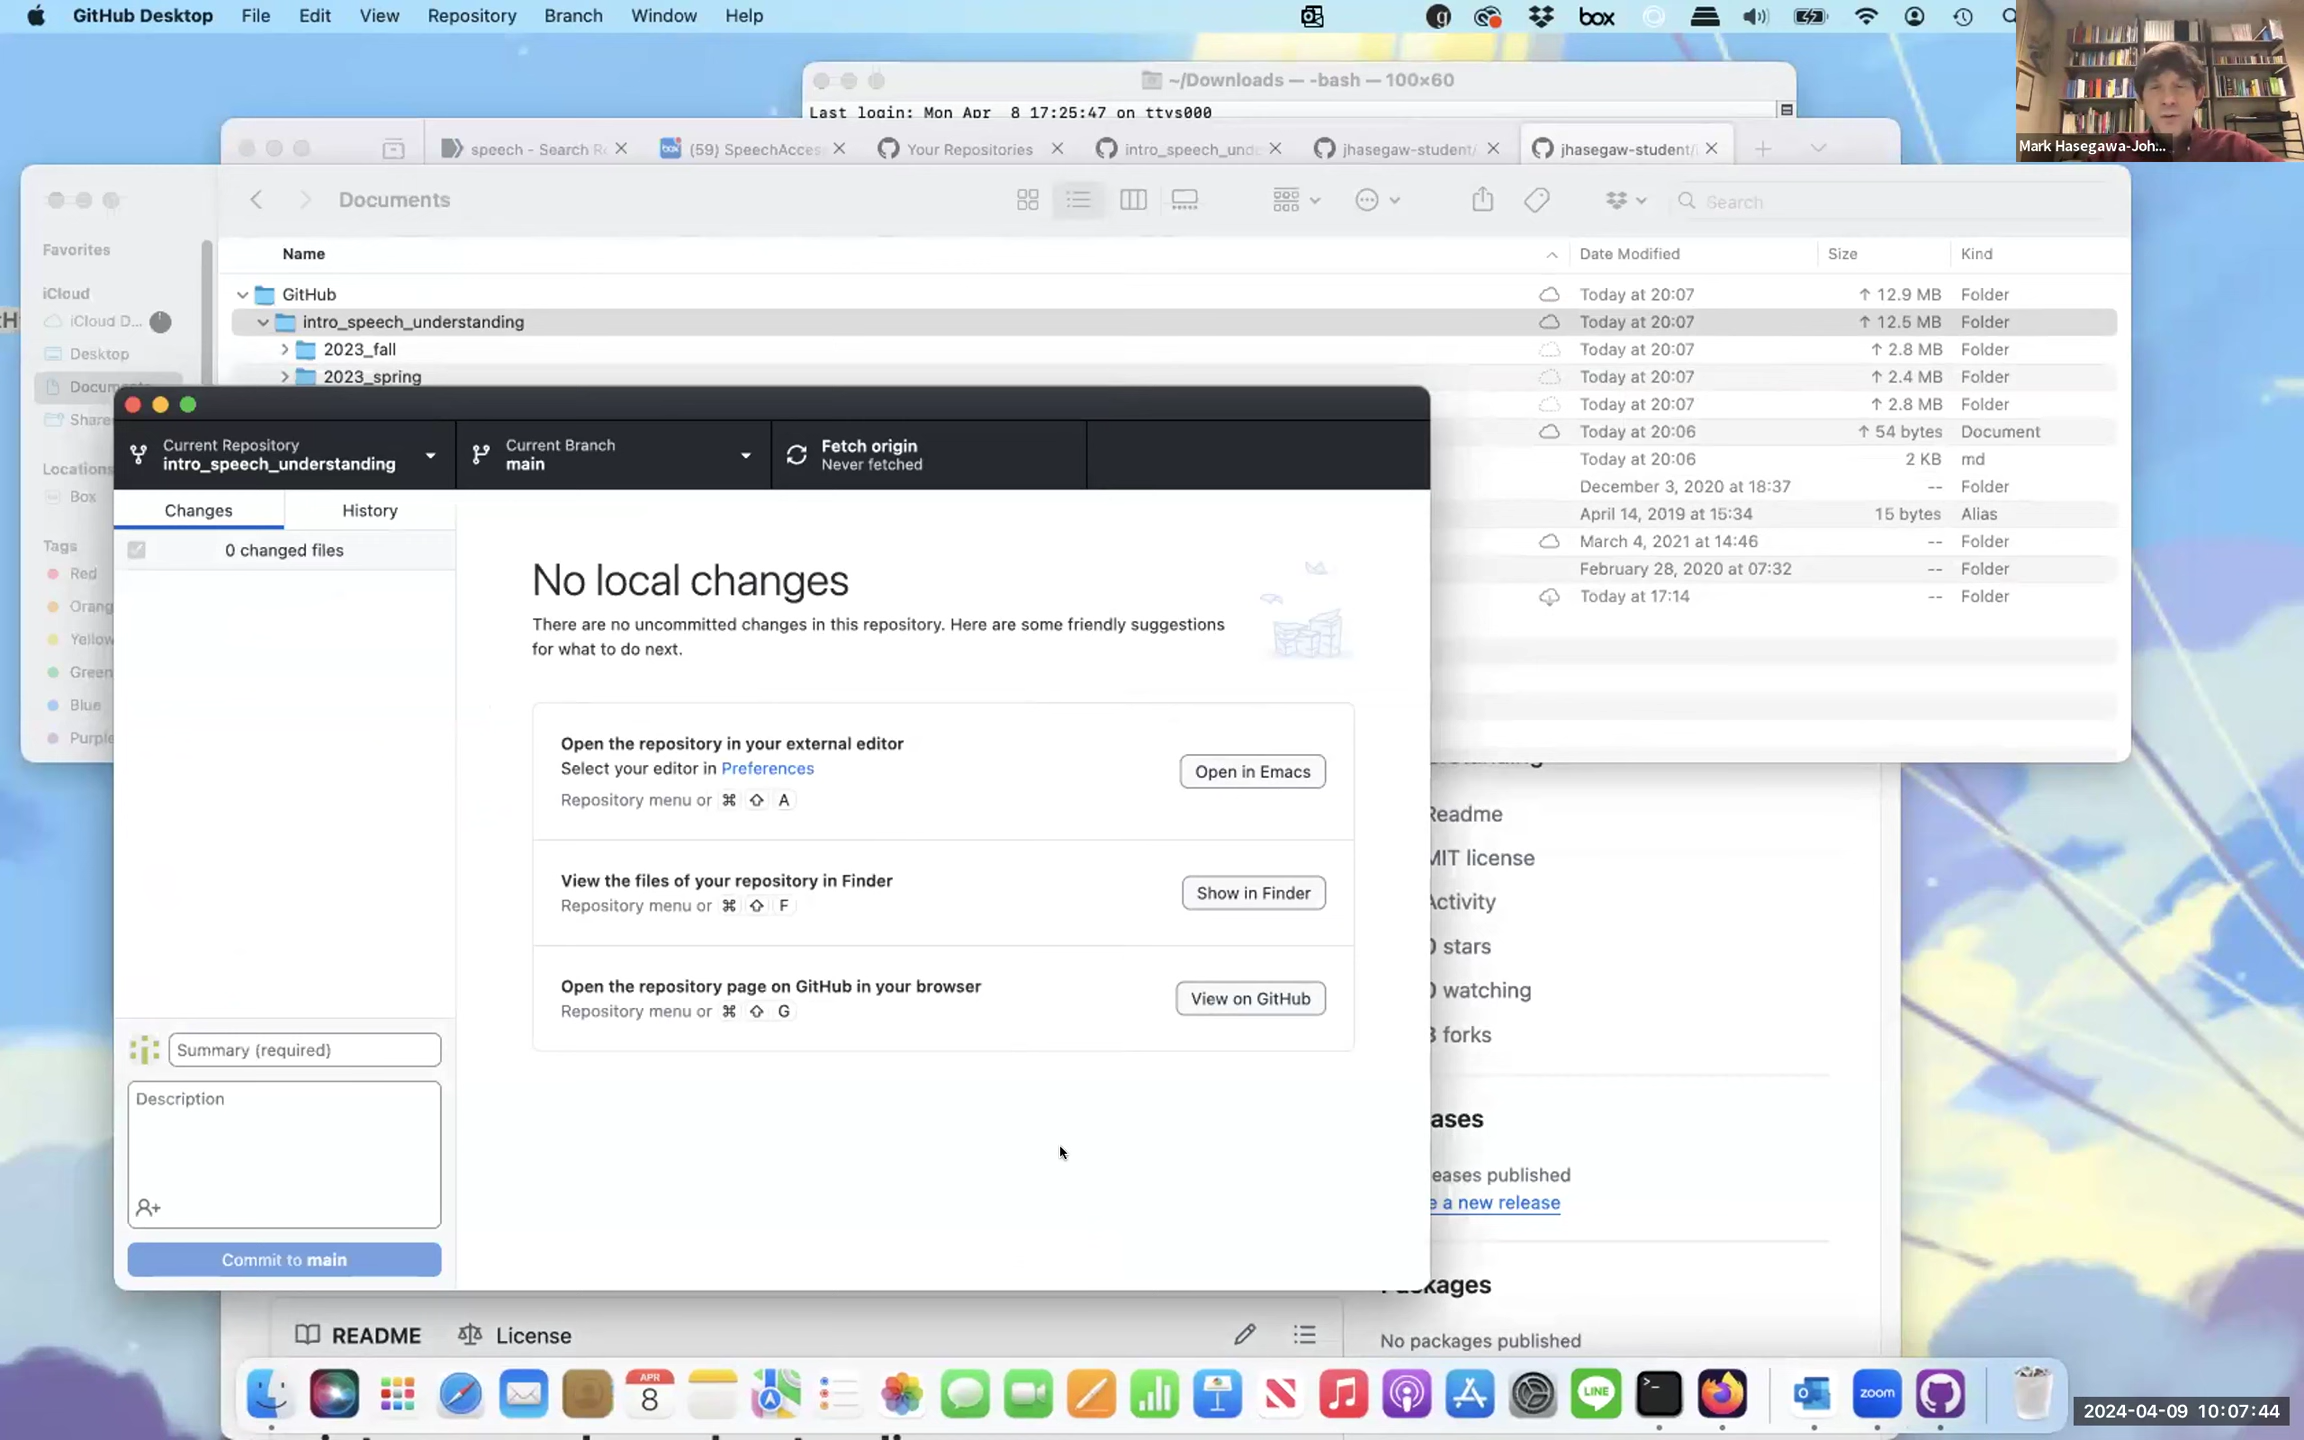 GitHub Desktop File Edit View Repository Branch Window Help
box
~/Downloads — -bash — 100×60
Last login: Mon Apr 8 17:25:47 on ttys000
speech - Search Re
(59) SpeechAcces
Your Repositories
intro_speech_unde
jhasegaw-student/
jhasegaw-student/
Mark Hasegawa-Joh...
Documents
Search
Favorites
iCloud
iCloud D...
Desktop
Documents
Share
Locations
Box
Tags
Red
Orang
Yellow
Green
Blue
Purple
Name Date Modified Size Kind
GitHub Today at 20:07 ↑ 12.9 MB Folder
intro_speech_understanding Today at 20:07 ↑ 12.5 MB Folder
2023_fall Today at 20:07 ↑ 2.8 MB Folder
2023_spring Today at 20:07 ↑ 2.4 MB Folder
Today at 20:07 ↑ 2.8 MB Folder
Today at 20:06 ↑ 54 bytes Document
Today at 20:06 2 KB md
December 3, 2020 at 18:37 -- Folder
April 14, 2019 at 15:34 15 bytes Alias
March 4, 2021 at 14:46 -- Folder
February 28, 2020 at 07:32 -- Folder
Today at 17:14 -- Folder
Current Repository
intro_speech_understanding
Current Branch
main
Fetch origin
Never fetched
Changes History
0 changed files
No local changes
There are no uncommitted changes in this repository. Here are some friendly suggestions
for what to do next.
Open the repository in your external editor
Select your editor in Preferences
Repository menu or ⌘ ⇧ A
Open in Emacs
View the files of your repository in Finder
Repository menu or ⌘ ⇧ F
Show in Finder
Open the repository page on GitHub in your browser
Repository menu or ⌘ ⇧ G
View on GitHub
Summary (required)
Description
Commit to main
Readme
MIT license
Activity
0 stars
0 watching
3 forks
ases
eases published
e a new release
Packages
No packages published
README License
APR
8
LINE
zoom
2024-04-09 10:07:44